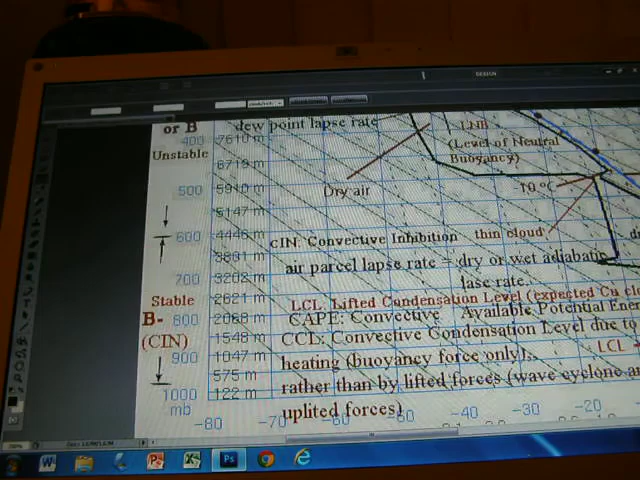 DESIGN
or B
dew point lapse rate
LNB
400 7610 m
(Level of Neutral
Unstable
6719 m
Buoyancy)
500 5910 m
Dry air
-10 °C
5147 m
600 4446 m
CIN: Convective Inhibition
thin cloud
3801 m
air parcel lapse rate = dry or wet adiabatic
700 3202 m
lase rate.
Stable
2621 m
LCL: Lifted Condensation Level (expected Cu
B-
800 2068 m
CAPE: Convective Available Potential
(CIN)
1548 m
CCL: Convective Condensation Level due to
LCL
900 1047 m
heating (buoyancy force only)..
575 m
rather than by lifted forces (wave cyclone
1000 122 m
mb
uplited forces)
-80 -70 -60 -50 -40 -30 -20